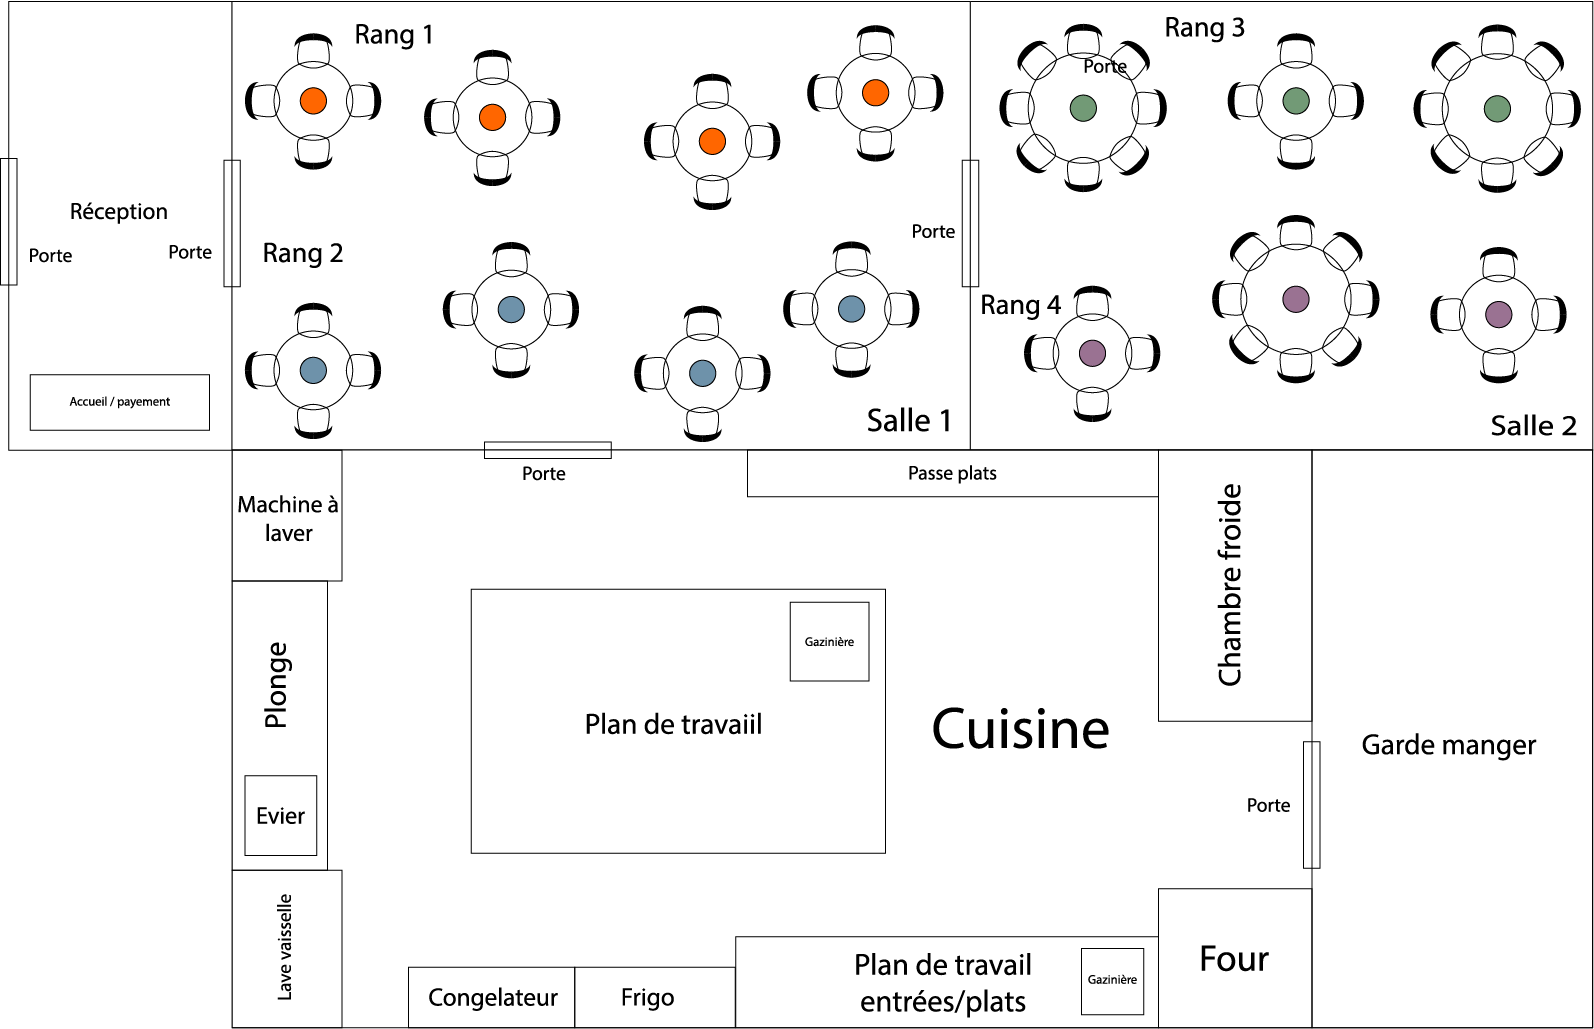 Rang 1
Rang 3
Porte
Réception
Porte
Porte
Rang 2
Porte
Rang 4
Accueil / payement
Salle 1
Salle 2
Porte
Passe plats
Machine à
laver
Chambre froide
Gazinière
Plonge
Plan de travaiil
Cuisine
Garde manger
Evier
Porte
Lave vaisselle
Plan de travail
entrées/plats
Gazinière
Four
Congelateur
Frigo